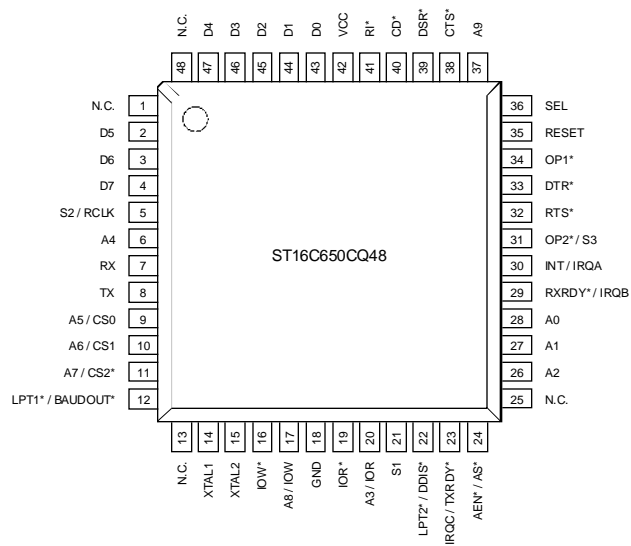 N.C. D4 D3 D2 D1 D0 VCC RI* CD* DSR* CTS* A9
48 47 46 45 44 43 42 41 40 39 38 37
N.C. 1
D5 2
D6 3
D7 4
S2 / RCLK 5
A4 6
RX 7
TX 8
A5 / CS0 9
A6 / CS1 10
A7 / CS2* 11
LPT1* / BAUDOUT* 12
ST16C650CQ48
36 SEL
35 RESET
34 OP1*
33 DTR*
32 RTS*
31 OP2* / S3
30 INT / IRQA
29 RXRDY* / IRQB
28 A0
27 A1
26 A2
25 N.C.
13 14 15 16 17 18 19 20 21 22 23 24
N.C. XTAL1 XTAL2 IOW* A8 / IOW GND IOR* A3 / IOR S1 LPT2* / DDIS* IRQC / TXRDY* AEN* / AS*